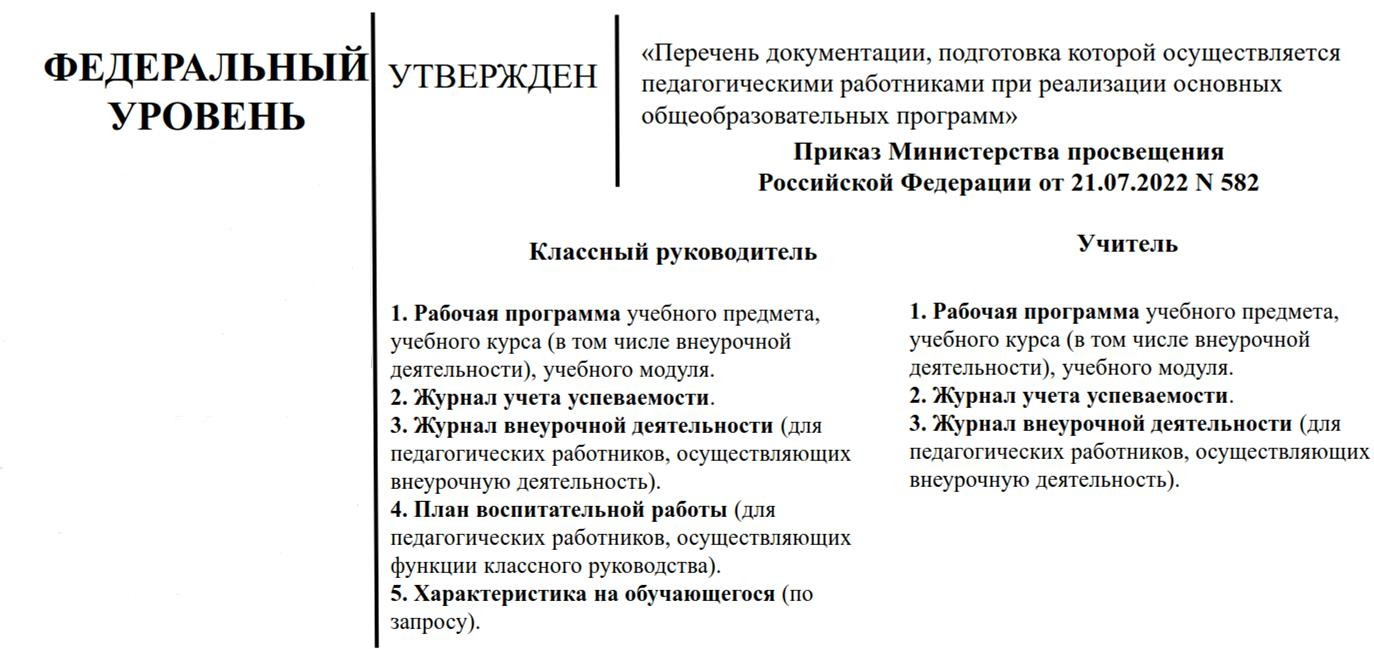 ФЕДЕРАЛЬНЫЙ
УРОВЕНЬ
УТВЕРЖДЕН
«Перечень документации, подготовка которой осуществляется
педагогическими работниками при реализации основных
общеобразовательных программ»
Приказ Министерства просвещения
Российской Федерации от 21.07.2022 N 582
Классный руководитель
1. Рабочая программа учебного предмета,
учебного курса (в том числе внеурочной
деятельности), учебного модуля.
2. Журнал учета успеваемости.
3. Журнал внеурочной деятельности (для
педагогических работников, осуществляющих
внеурочную деятельность).
4. План воспитательной работы (для
педагогических работников, осуществляющих
функции классного руководства).
5. Характеристика на обучающегося (по
запросу).
Учитель
1. Рабочая программа учебного предмета,
учебного курса (в том числе внеурочной
деятельности), учебного модуля.
2. Журнал учета успеваемости.
3. Журнал внеурочной деятельности (для
педагогических работников, осуществляющих
внеурочную деятельность).